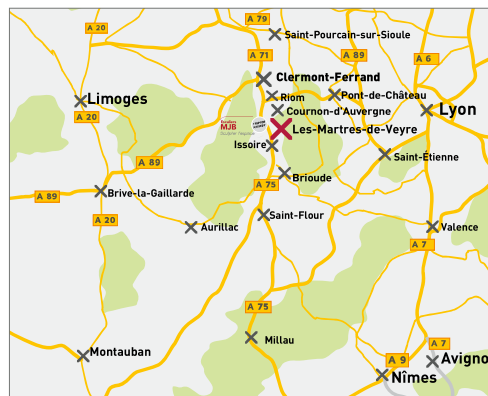 A 79
A 20
Saint-Pourcain-sur-Sioule
A 71
A 89
A 6
Clermont-Ferrand
Riom
Pont-de-Château
Limoges
Lyon
Cournon-d'Auvergne
A 20
MJB
Les-Martres-de-Veyre
Issoire
Saint-Étienne
A 89
Brioude
A 75
A 89
Brive-la-Gaillarde
A 20
Saint-Flour
Aurillac
Valence
A 7
A 75
Millau
A 7
Montauban
A 9
Avigno
Nîmes